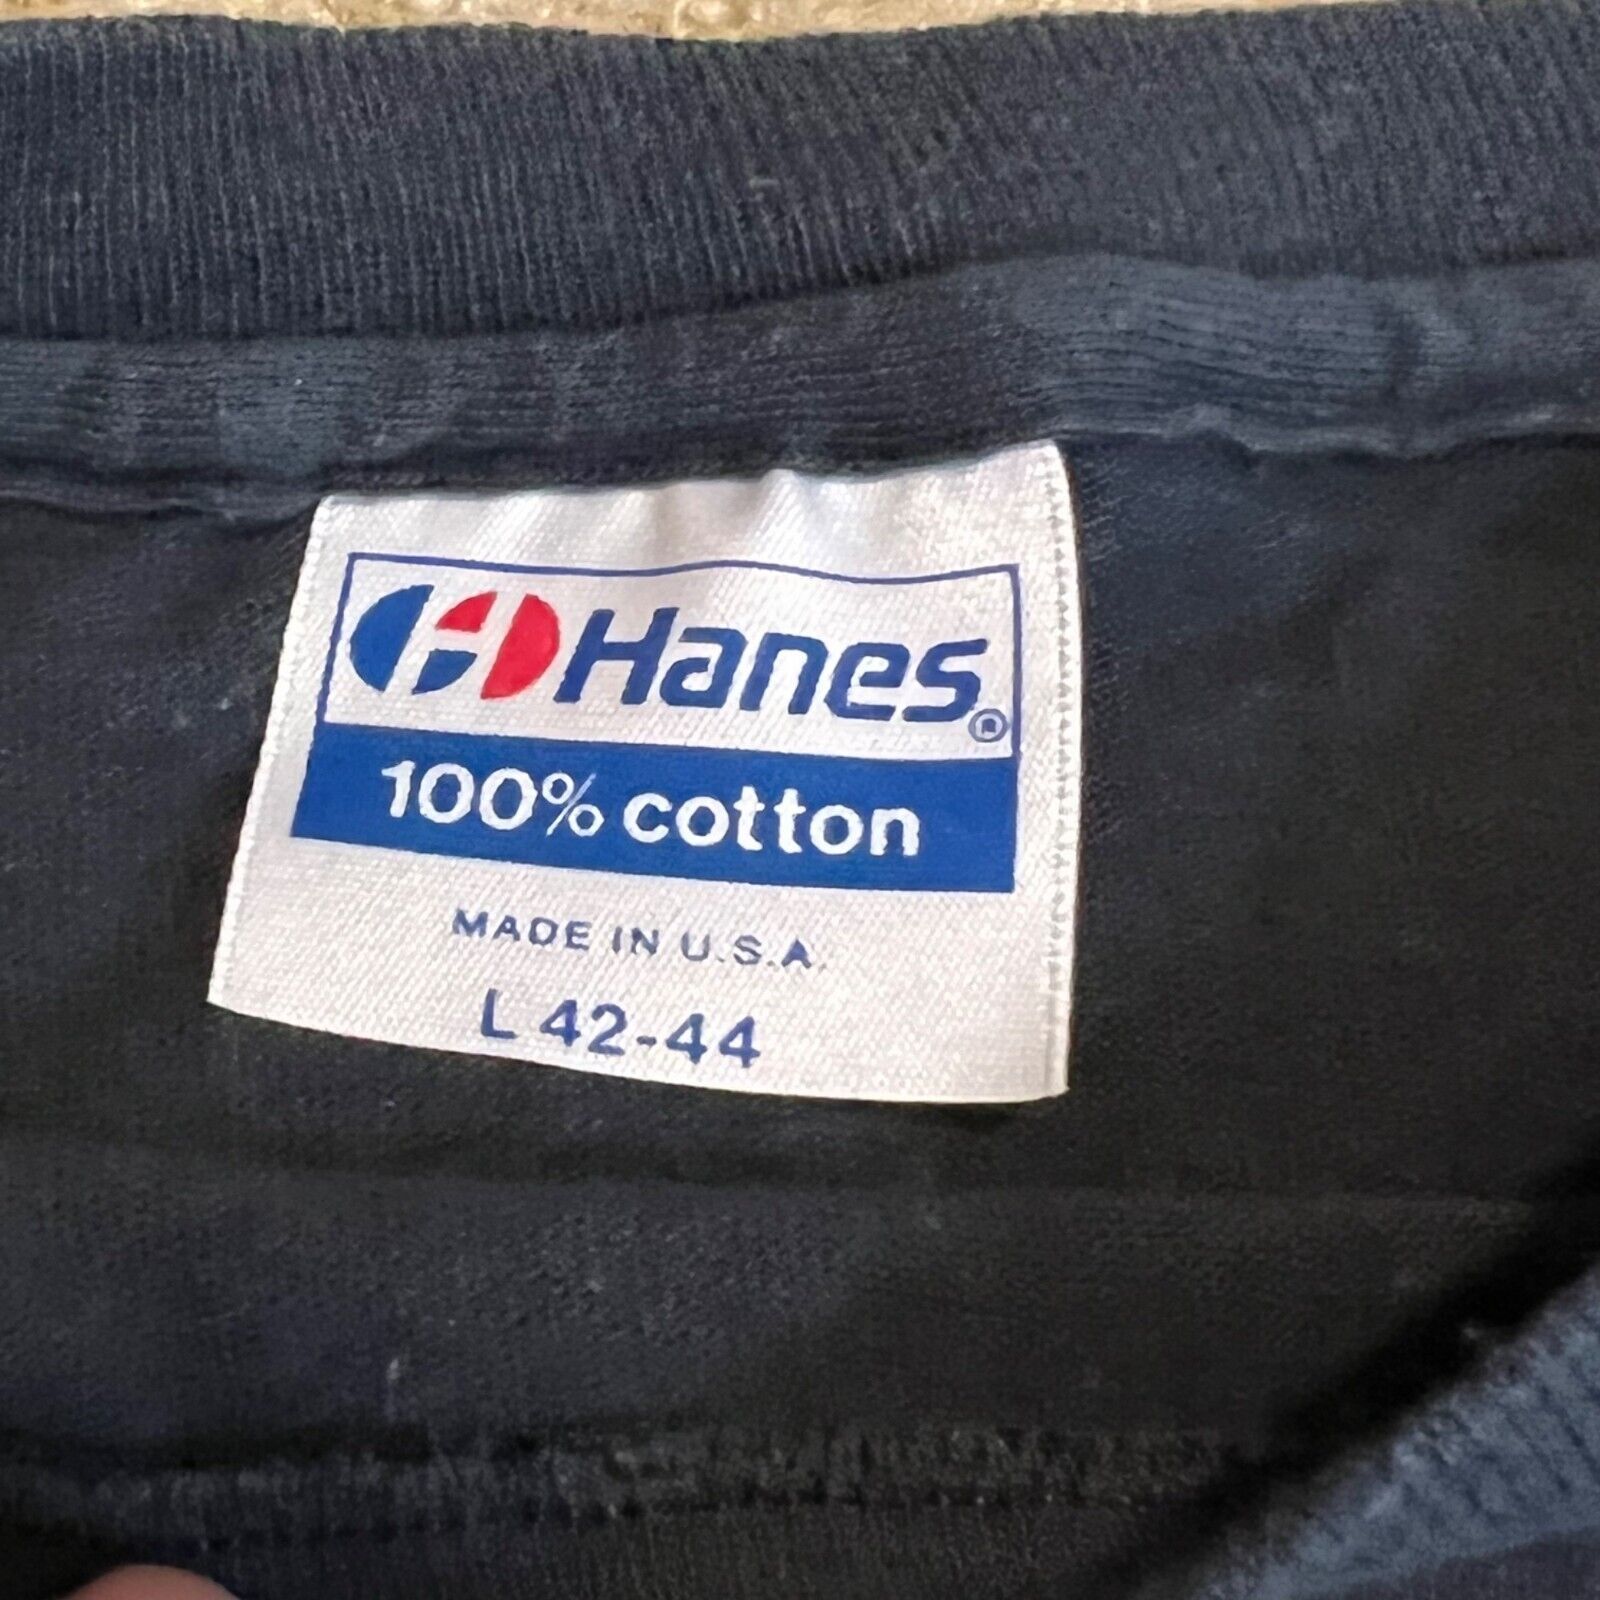 Hanes®
100% cotton
MADE IN U.S.A.
L 42-44